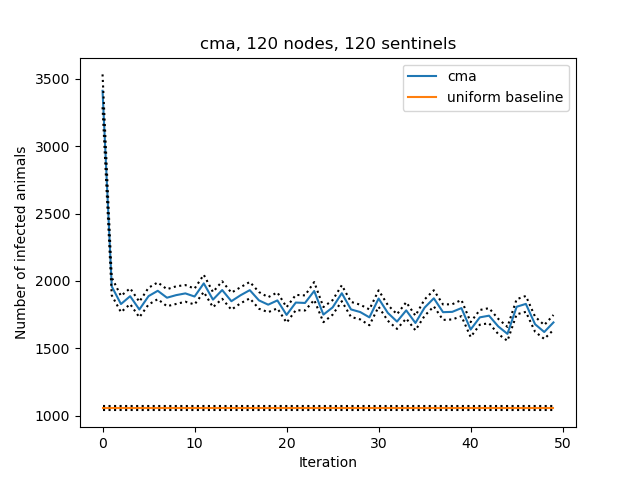 cma, 120 nodes, 120 sentinels
cma
uniform baseline
Number of infected animals
3500
3000
2500
2000
1500
1000
0 10 20 30 40 50
Iteration